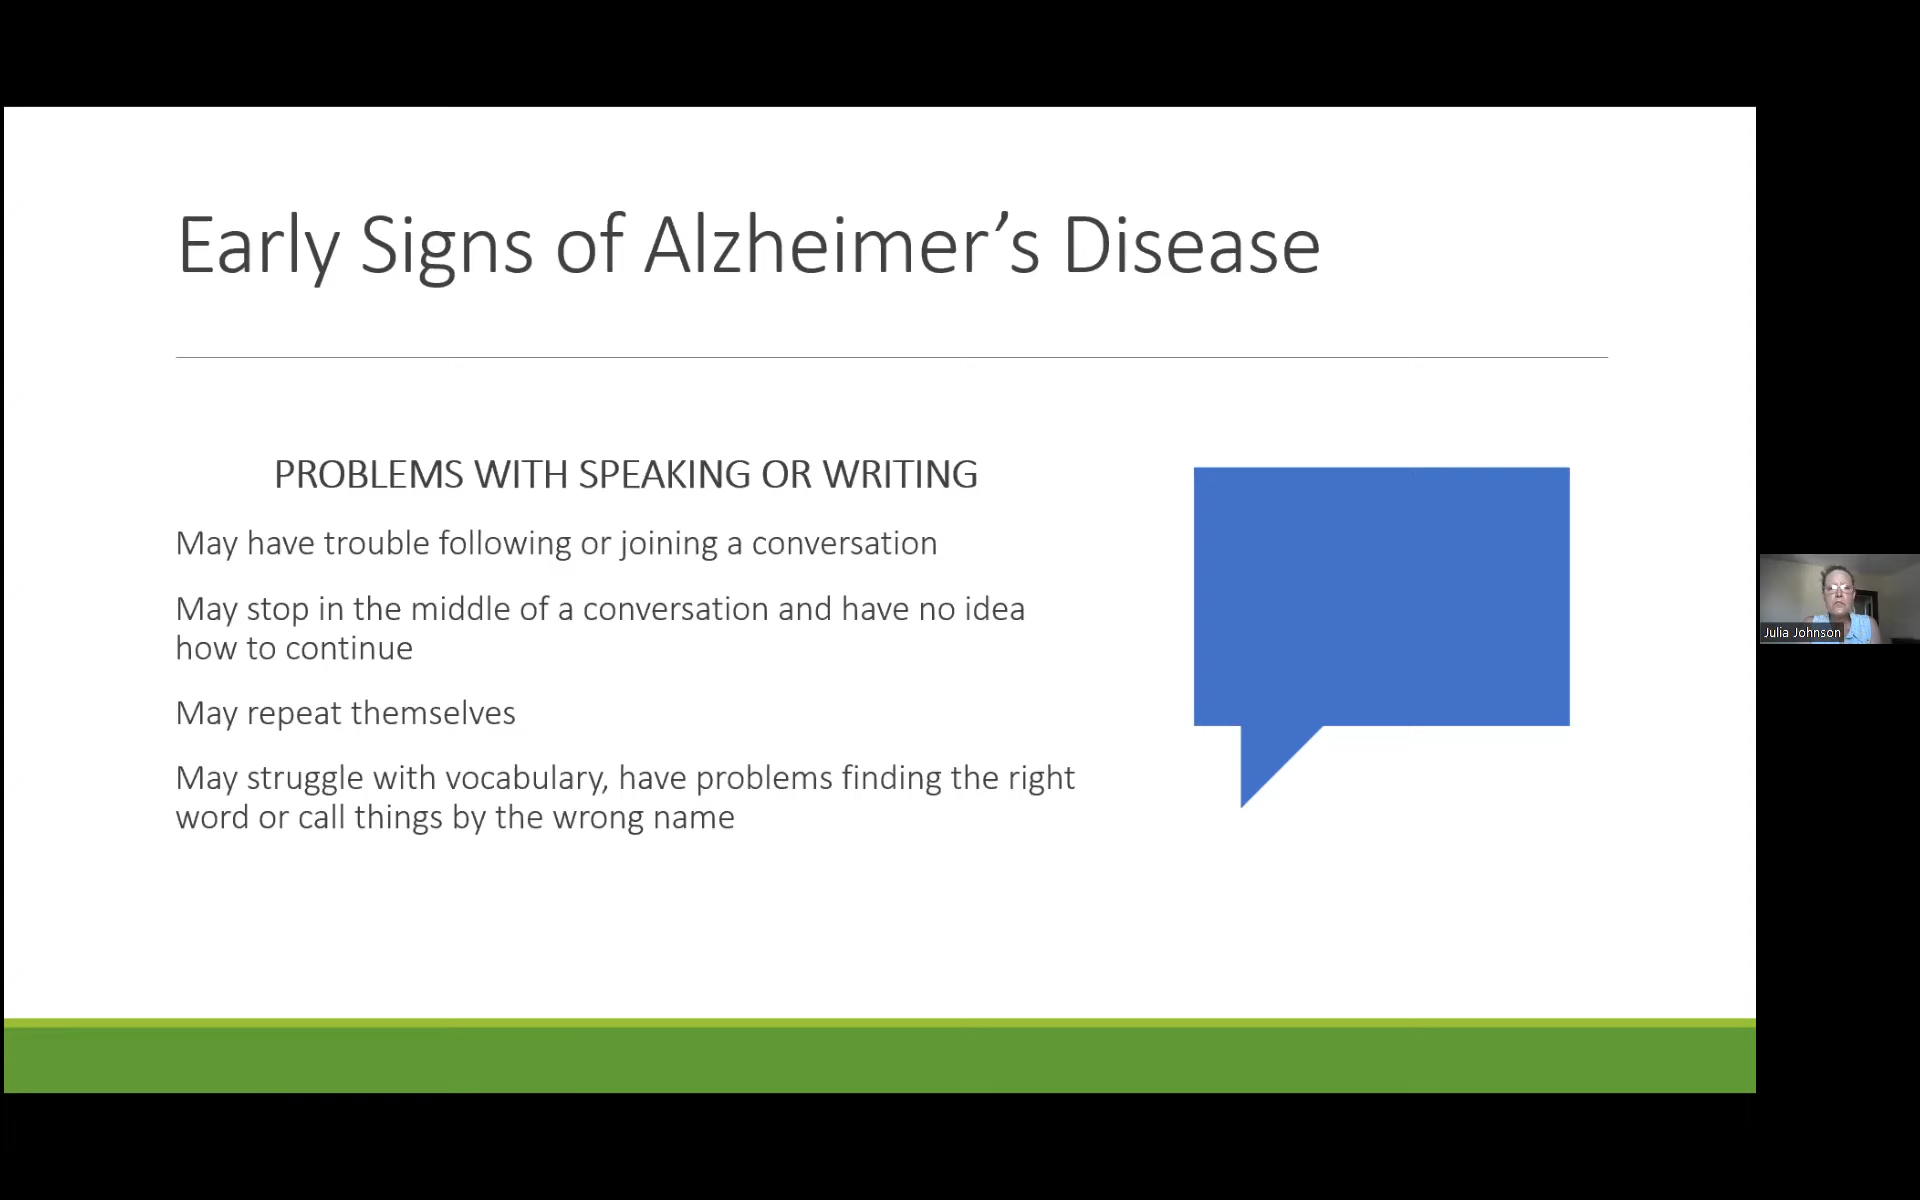 Early Signs of Alzheimer’s Disease
PROBLEMS WITH SPEAKING OR WRITING
May have trouble following or joining a conversation
May stop in the middle of a conversation and have no idea
how to continue
May repeat themselves
May struggle with vocabulary, have problems finding the right
word or call things by the wrong name
Julia Johnson